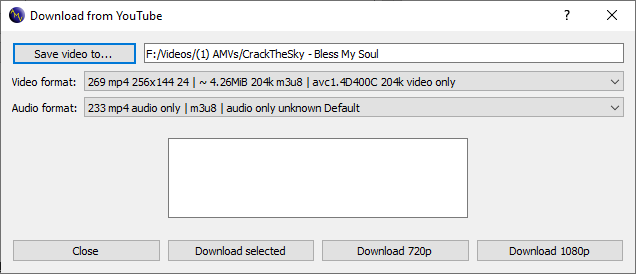 Download from YouTube
Save video to... F:/Videos/(1) AMVs/CrackTheSky - Bless My Soul
Video format: 269 mp4 256x144 24 | ~ 4.26MiB 204k m3u8 | avc1.4D400C 204k video only
Audio format: 233 mp4 audio only | m3u8 | audio only unknown Default
Close Download selected Download 720p Download 1080p